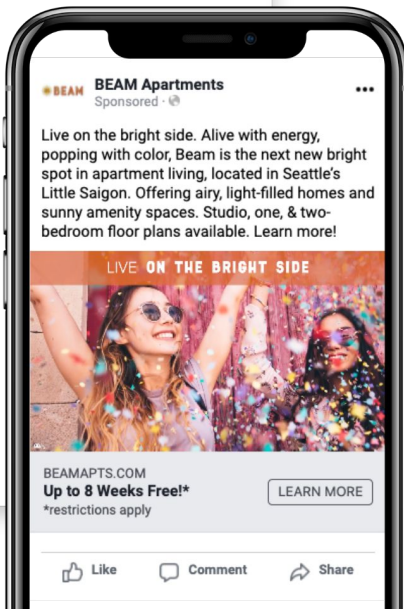 BEAM
BEAM Apartments
Sponsored ·
Live on the bright side. Alive with energy,
popping with color, Beam is the next new bright
spot in apartment living, located in Seattle's
Little Saigon. Offering airy, light-filled homes and
sunny amenity spaces. Studio, one, & two-
bedroom floor plans available. Learn more!
LIVE ON THE BRIGHT SIDE
BEAMAPTS.COM
Up to 8 Weeks Free!*
*restrictions apply
LEARN MORE
Like
Comment
Share